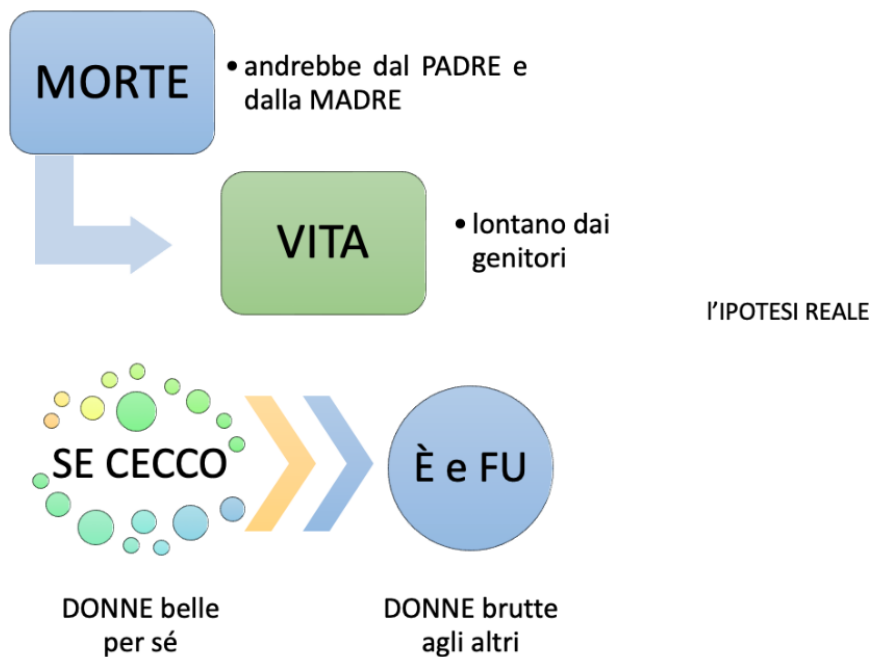 MORTE
• andrebbe dal PADRE e
dalla MADRE
VITA
• lontano dai
genitori
l'IPOTESI REALE
SE CECCO
È e FU
DONNE belle
per sé
DONNE brutte
agli altri